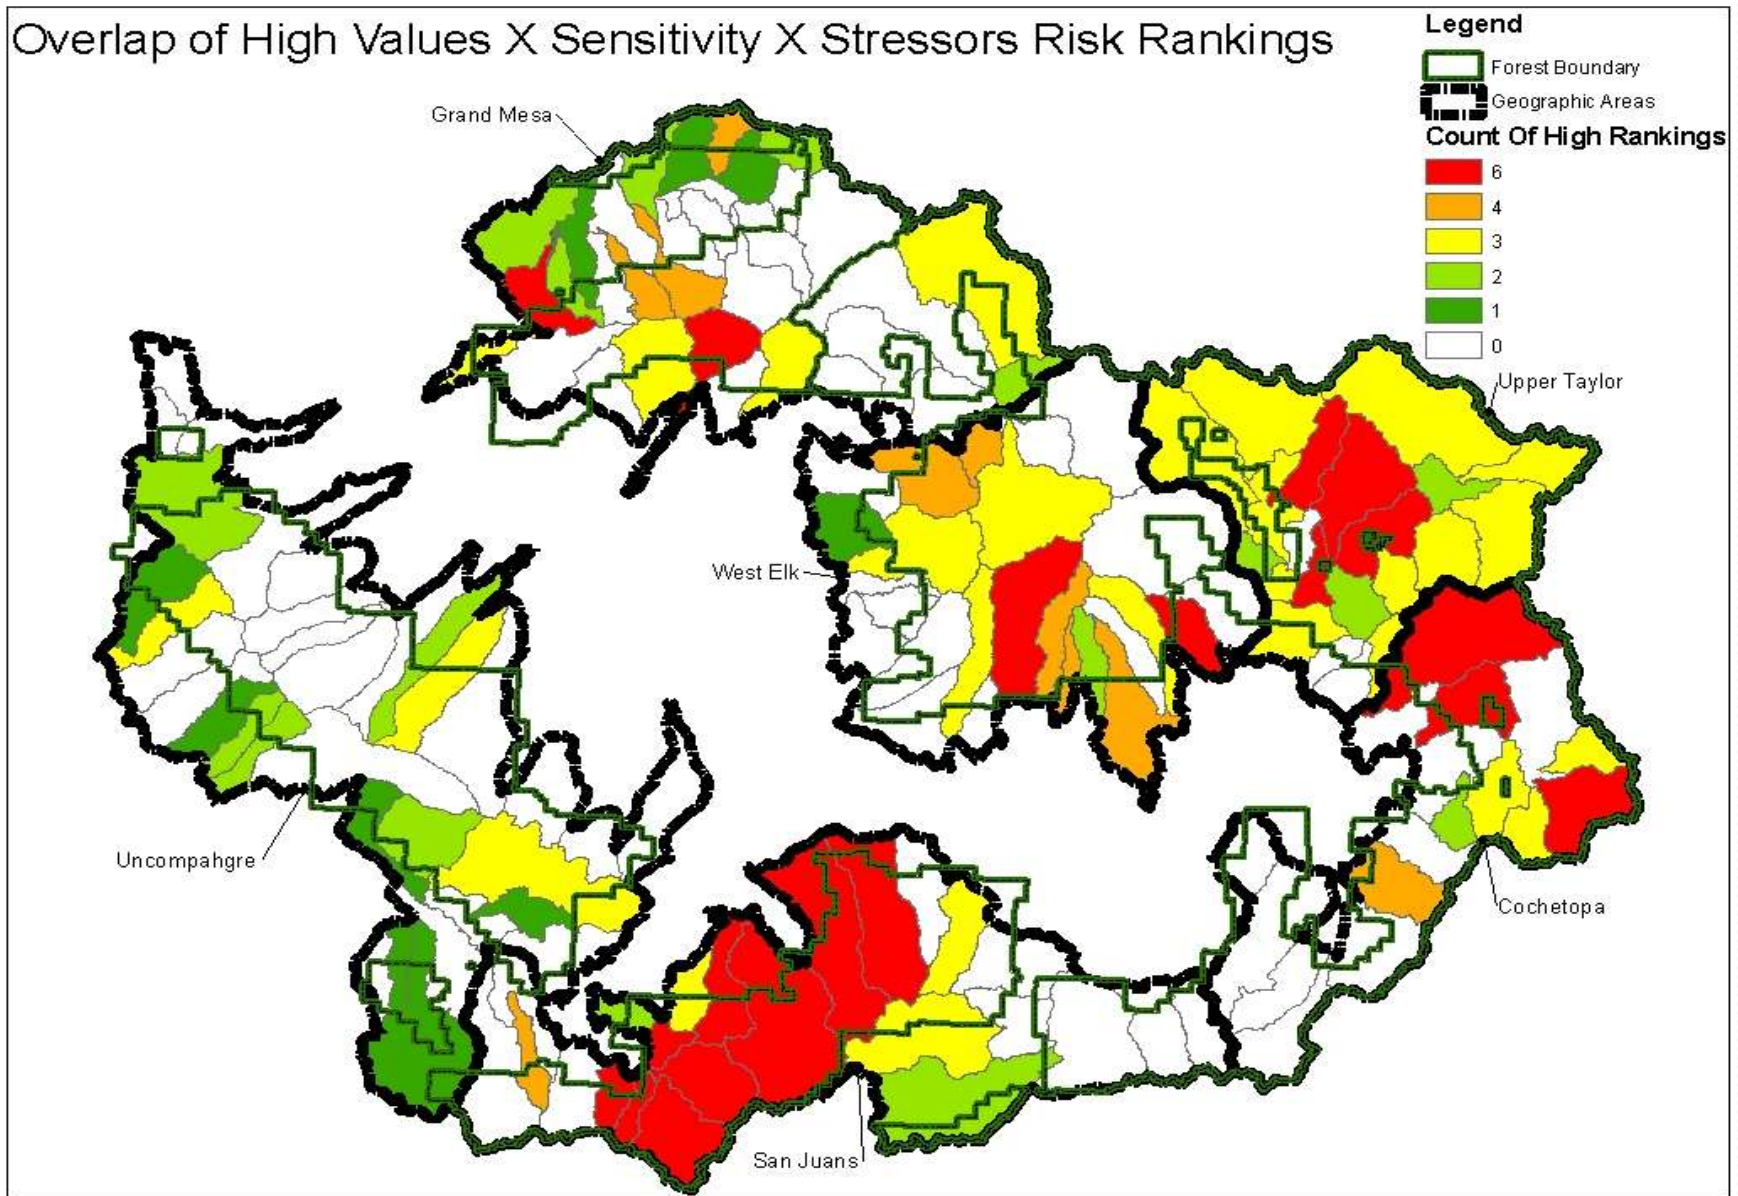 Overlap of High Values X Sensitivity X Stressors Risk Rankings
Legend
Forest Boundary
Geographic Areas
Count Of High Rankings
6
4
3
2
1
0
Grand Mesa
Upper Taylor
West Elk
Uncompahgre
Cochetopa
San Juans